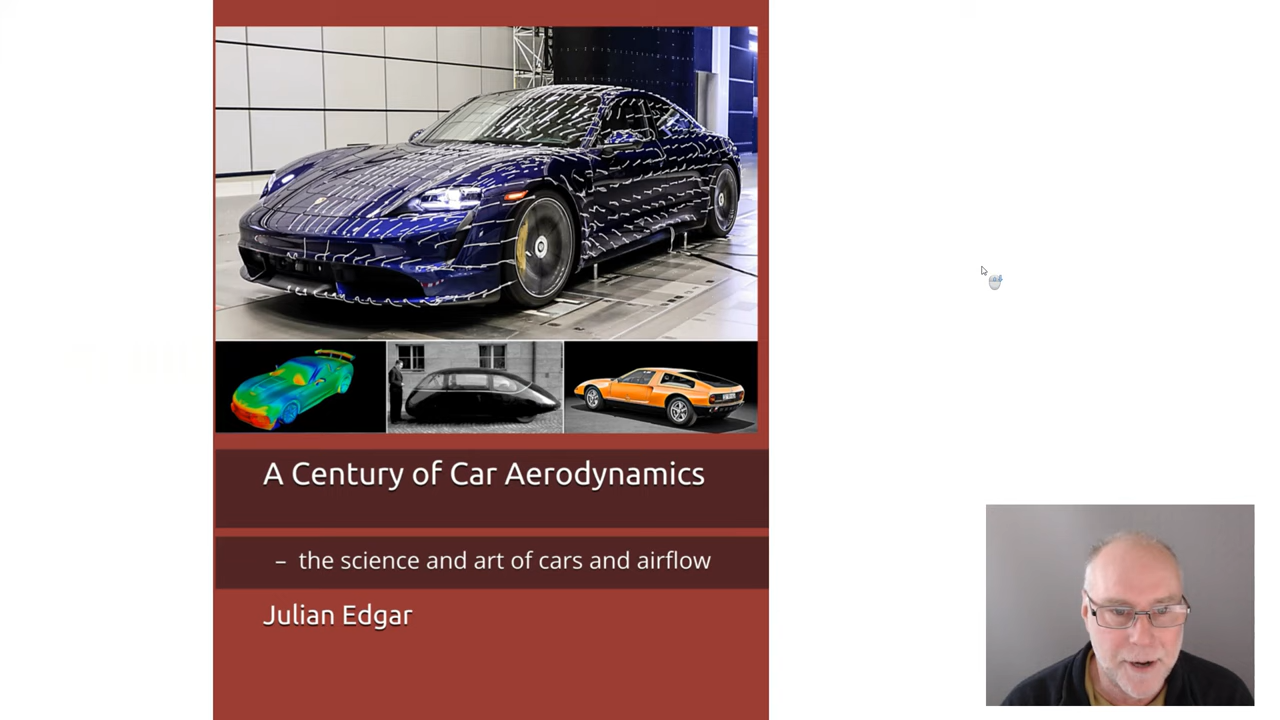 A Century of Car Aerodynamics
– the science and art of cars and airflow
Julian Edgar